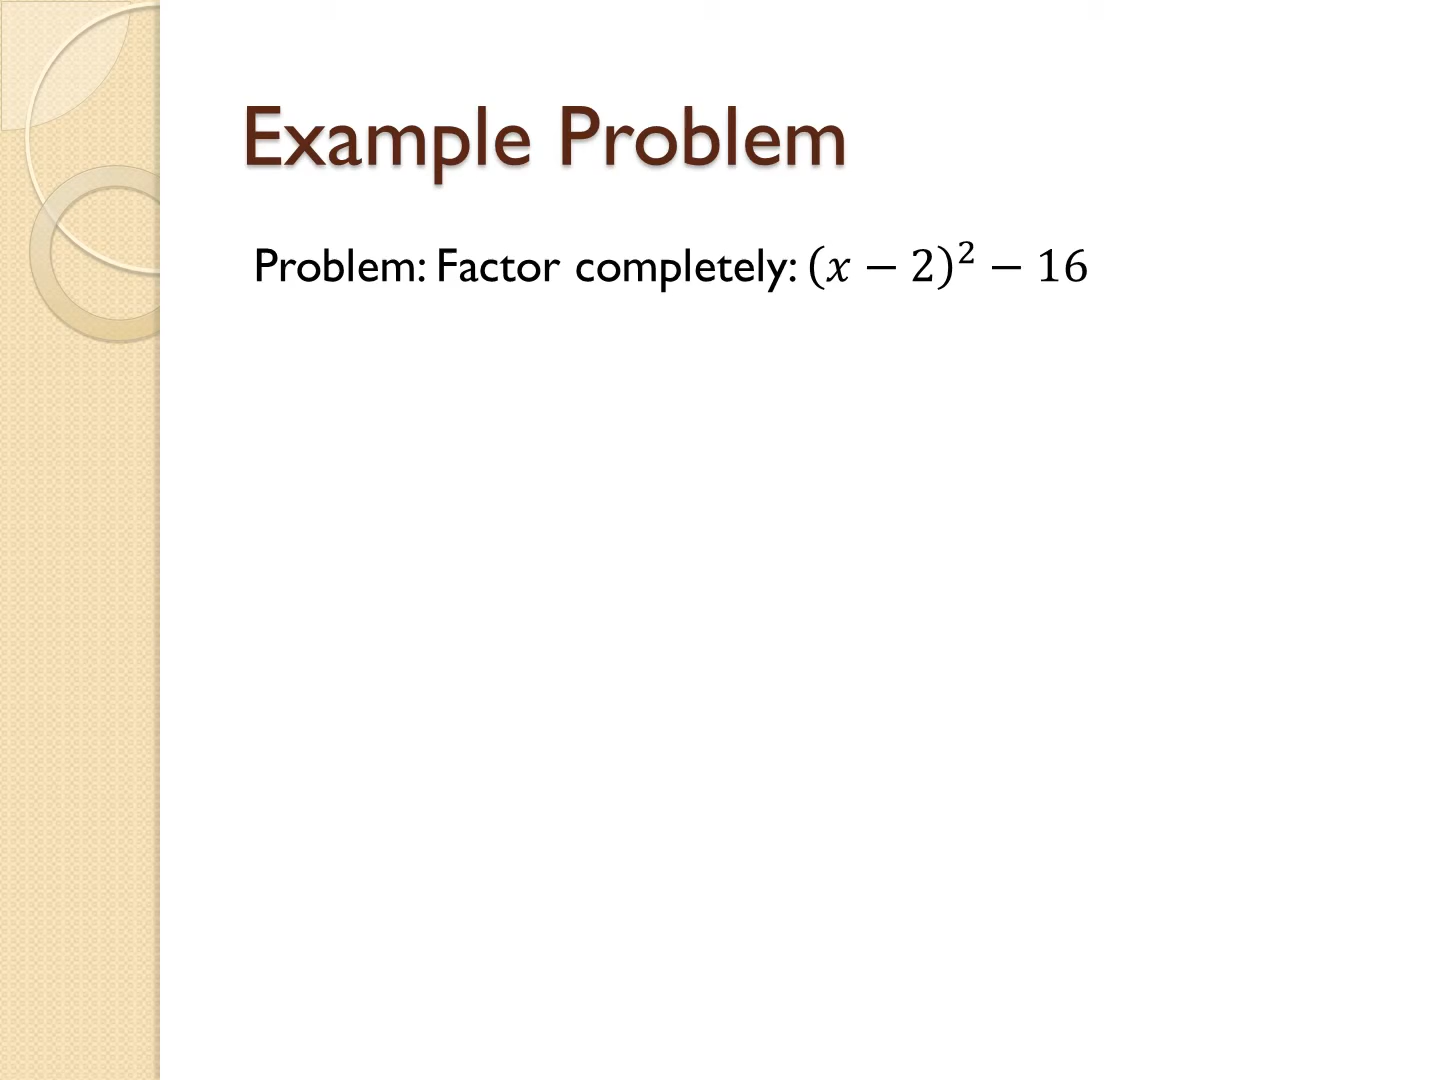 Example Problem
Problem: Factor completely: (x − 2)² − 16